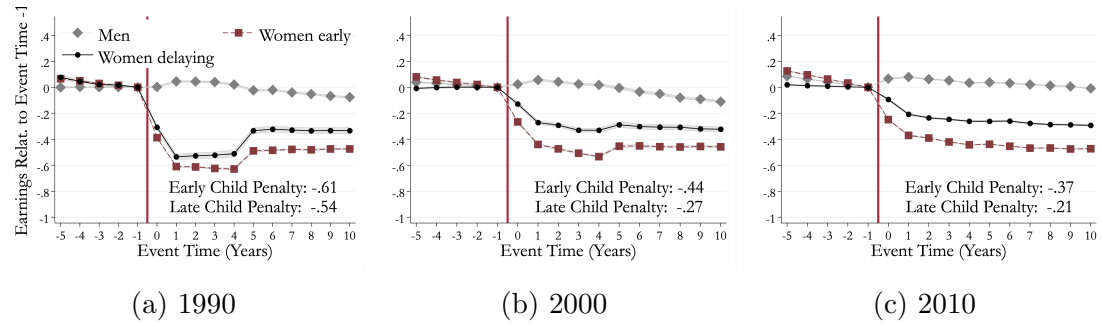 Earnings Relat. to Event Time -1
.4
.2
0
-.2
-.4
-.6
-.8
-1
Men
Women early
Women delaying
Early Child Penalty: -.61
Late Child Penalty: -.54
-5 -4 -3 -2 -1 0 1 2 3 4 5 6 7 8 9 10
Event Time (Years)
(a) 1990
.4
.2
0
-.2
-.4
-.6
-.8
-1
Early Child Penalty: -.44
Late Child Penalty: -.27
-5 -4 -3 -2 -1 0 1 2 3 4 5 6 7 8 9 10
Event Time (Years)
(b) 2000
.4
.2
0
-.2
-.4
-.6
-.8
-1
Early Child Penalty: -.37
Late Child Penalty: -.21
-5 -4 -3 -2 -1 0 1 2 3 4 5 6 7 8 9 10
Event Time (Years)
(c) 2010